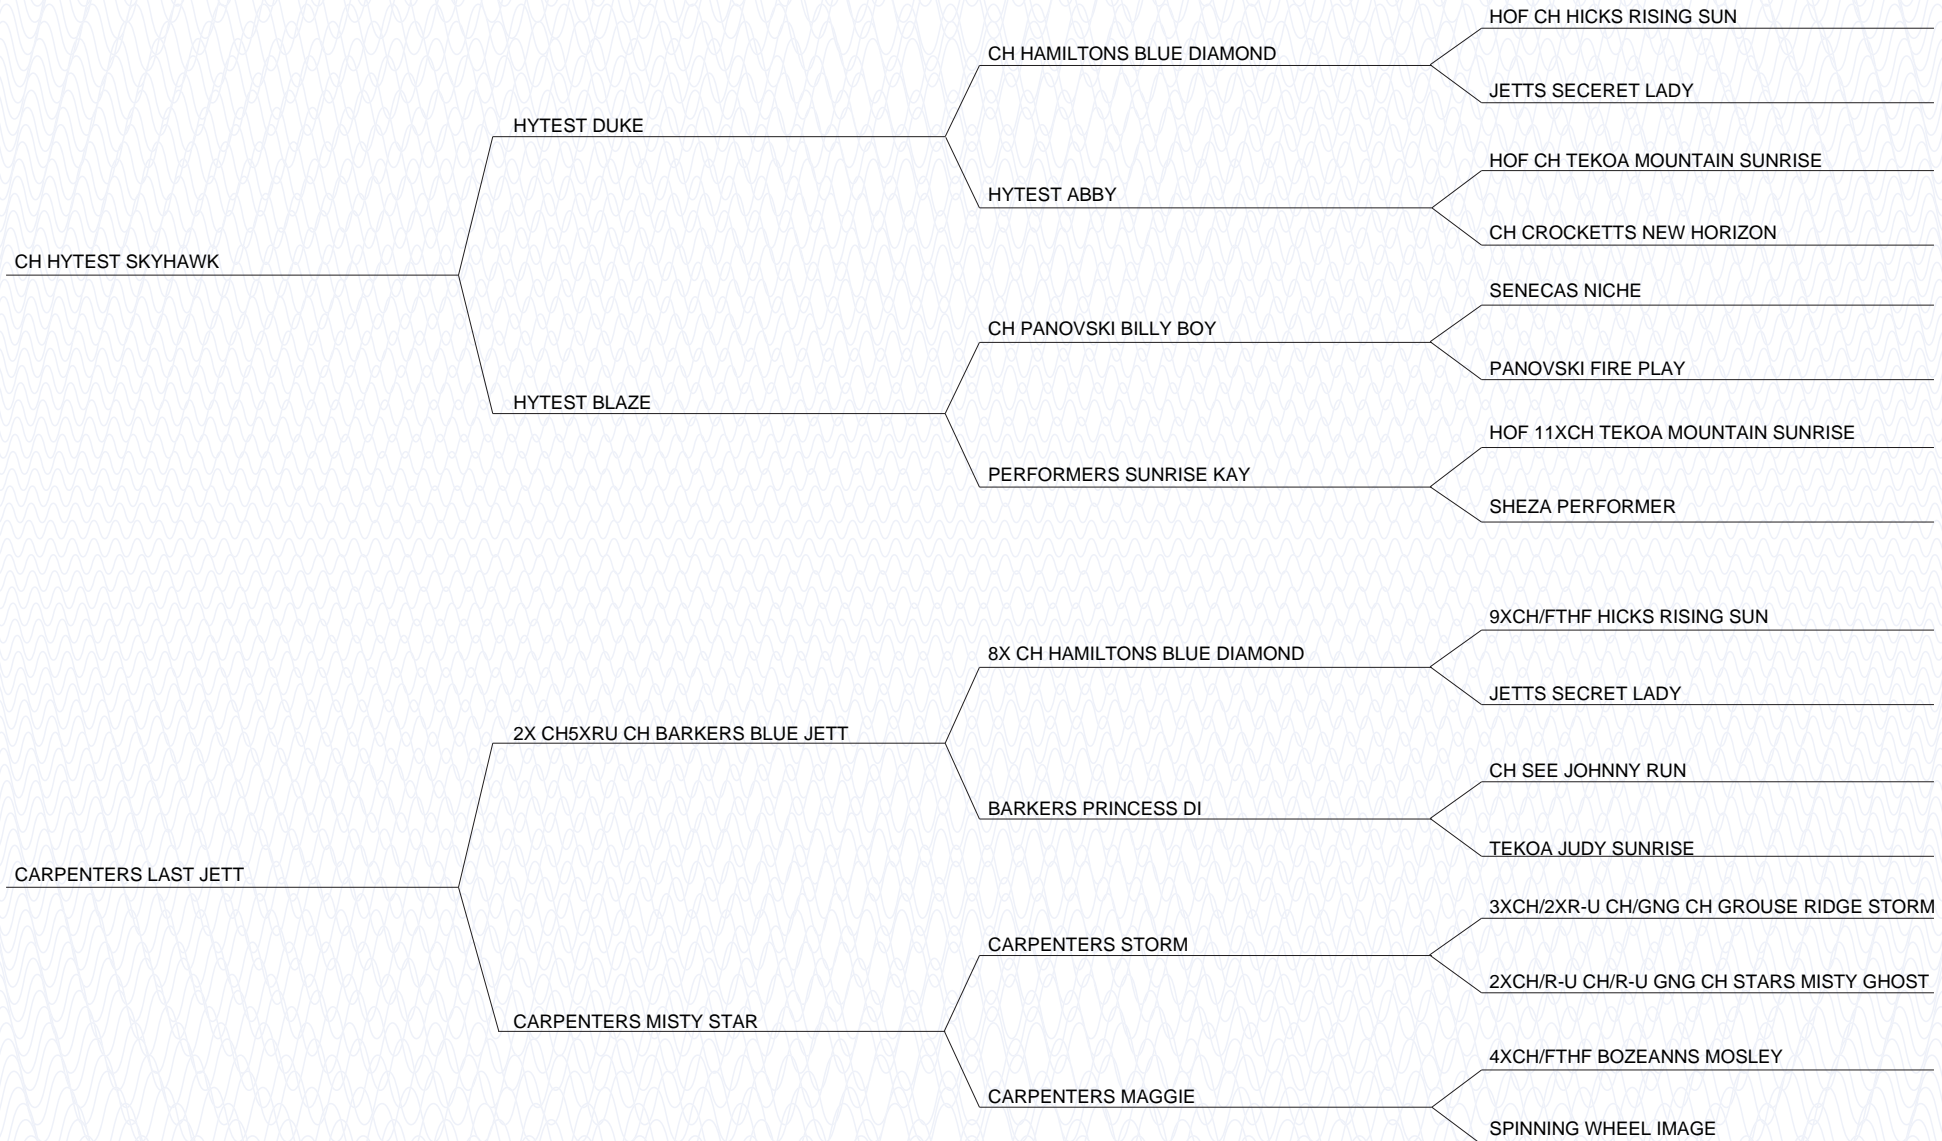 HOF CH HICKS RISING SUN
CH HAMILTONS BLUE DIAMOND
JETTS SECERET LADY
HYTEST DUKE
HOF CH TEKOA MOUNTAIN SUNRISE
HYTEST ABBY
CH CROCKETTS NEW HORIZON
CH HYTEST SKYHAWK
SENECAS NICHE
CH PANOVSKI BILLY BOY
PANOVSKI FIRE PLAY
HYTEST BLAZE
HOF 11XCH TEKOA MOUNTAIN SUNRISE
PERFORMERS SUNRISE KAY
SHEZA PERFORMER
9XCH/FTHF HICKS RISING SUN
8X CH HAMILTONS BLUE DIAMOND
JETTS SECRET LADY
2X CH5XRU CH BARKERS BLUE JETT
CH SEE JOHNNY RUN
BARKERS PRINCESS DI
TEKOA JUDY SUNRISE
CARPENTERS LAST JETT
3XCH/2XR-U CH/GNG CH GROUSE RIDGE STORM
CARPENTERS STORM
2XCH/R-U CH/R-U GNG CH STARS MISTY GHOST
CARPENTERS MISTY STAR
4XCH/FTHF BOZEANNS MOSLEY
CARPENTERS MAGGIE
SPINNING WHEEL IMAGE